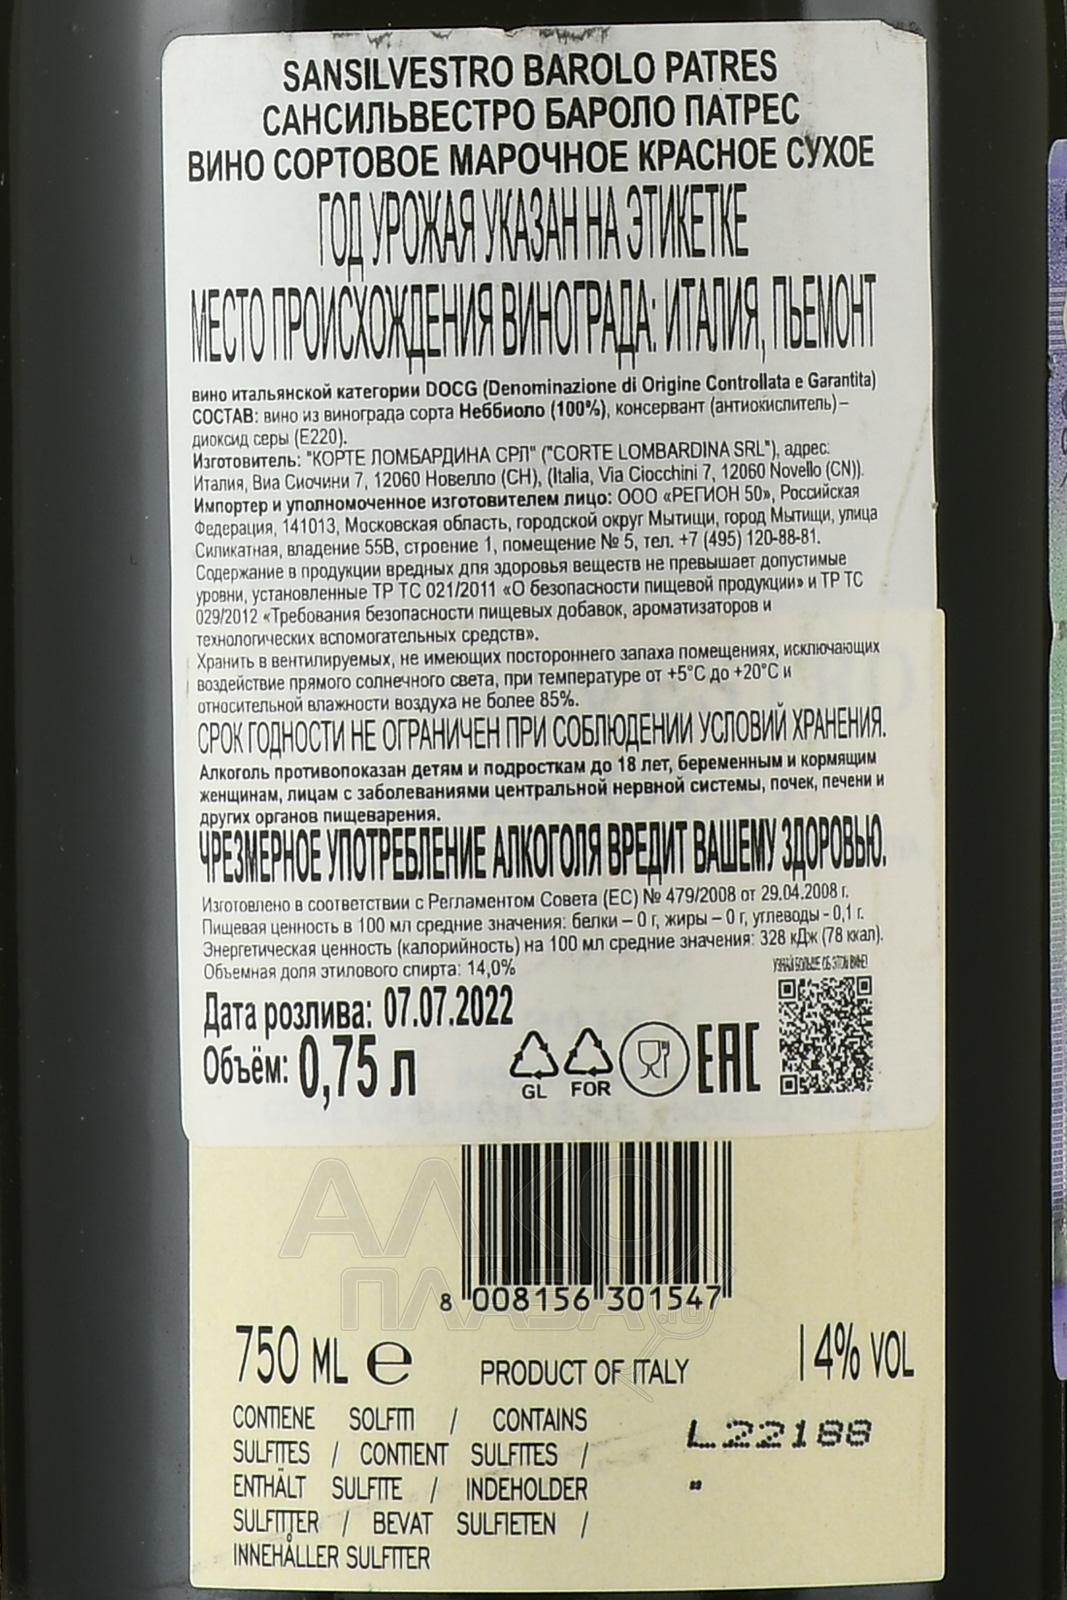 SANSILVESTRO BAROLO PATRES
САНСИЛЬВЕСТРО БАРОЛО ПАТРЕС
ВИНО СОРТОВОЕ МАРОЧНОЕ КРАСНОЕ СУХОЕ
ГОД УРОЖАЯ УКАЗАН НА ЭТИКЕТКЕ
МЕСТО ПРОИСХОЖДЕНИЯ ВИНОГРАДА: ИТАЛИЯ, ПЬЕМОНТ
вино итальянской категории DOCG (Denominazione di Origine Controllata e Garantita)
СОСТАВ: вино из винограда сорта Неббиоло (100%), консервант (антиокислитель) –
диоксид серы (Е220).
Изготовитель: "КОРТЕ ЛОМБАРДИНА СРЛ" ("CORTE LOMBARDINA SRL"), адрес:
Италия, Виа Сиочини 7, 12060 Новелло (CH), (Italia, Via Ciocchini 7, 12060 Novello (CN)).
Импортер и уполномоченное изготовителем лицо: ООО «РЕГИОН 50», Российская
Федерация, 141013, Московская область, городской округ Мытищи, город Мытищи, улица
Силикатная, владение 55В, строение 1, помещение № 5, тел. +7 (495) 120-88-81.
Содержание в продукции вредных для здоровья веществ не превышает допустимые
уровни, установленные ТР ТС 021/2011 «О безопасности пищевой продукции» и ТР ТС
029/2012 «Требования безопасности пищевых добавок, ароматизаторов и
технологических вспомогательных средств».
Хранить в вентилируемых, не имеющих постороннего запаха помещениях, исключающих
воздействие прямого солнечного света, при температуре от +5°С до +20°С и
относительной влажности воздуха не более 85%.
СРОК ГОДНОСТИ НЕ ОГРАНИЧЕН ПРИ СОБЛЮДЕНИИ УСЛОВИЙ ХРАНЕНИЯ.
Алкоголь противопоказан детям и подросткам до 18 лет, беременным и кормящим
женщинам, лицам с заболеваниями центральной нервной системы, почек, печени и
других органов пищеварения.
ЧРЕЗМЕРНОЕ УПОТРЕБЛЕНИЕ АЛКОГОЛЯ ВРЕДИТ ВАШЕМУ ЗДОРОВЬЮ.
Изготовлено в соответствии с Регламентом Совета (ЕС) № 479/2008 от 29.04.2008 г.
Пищевая ценность в 100 мл средние значения: белки – 0 г, жиры – 0 г, углеводы - 0,1 г.
Энергетическая ценность (калорийность) на 100 мл средние значения: 328 кДж (78 ккал).
Объемная доля этилового спирта: 14,0%
УЗНАЙ БОЛЬШЕ ОБ ЭТОМ ВИНЕ!
Дата розлива: 07.07.2022
Объём: 0,75 л
GL FOR EAC
АЛКО
ПЛАЗА.ru
8 008156 301547
750 ML e PRODUCT OF ITALY 14% VOL
CONTIENE SOLFITI / CONTAINS
SULFITES / CONTIENT SULFITES /
ENTHÄLT SULFITE / INDEHOLDER
SULFITTER / BEVAT SULFIETEN /
INNEHÅLLER SULFITER
L22188